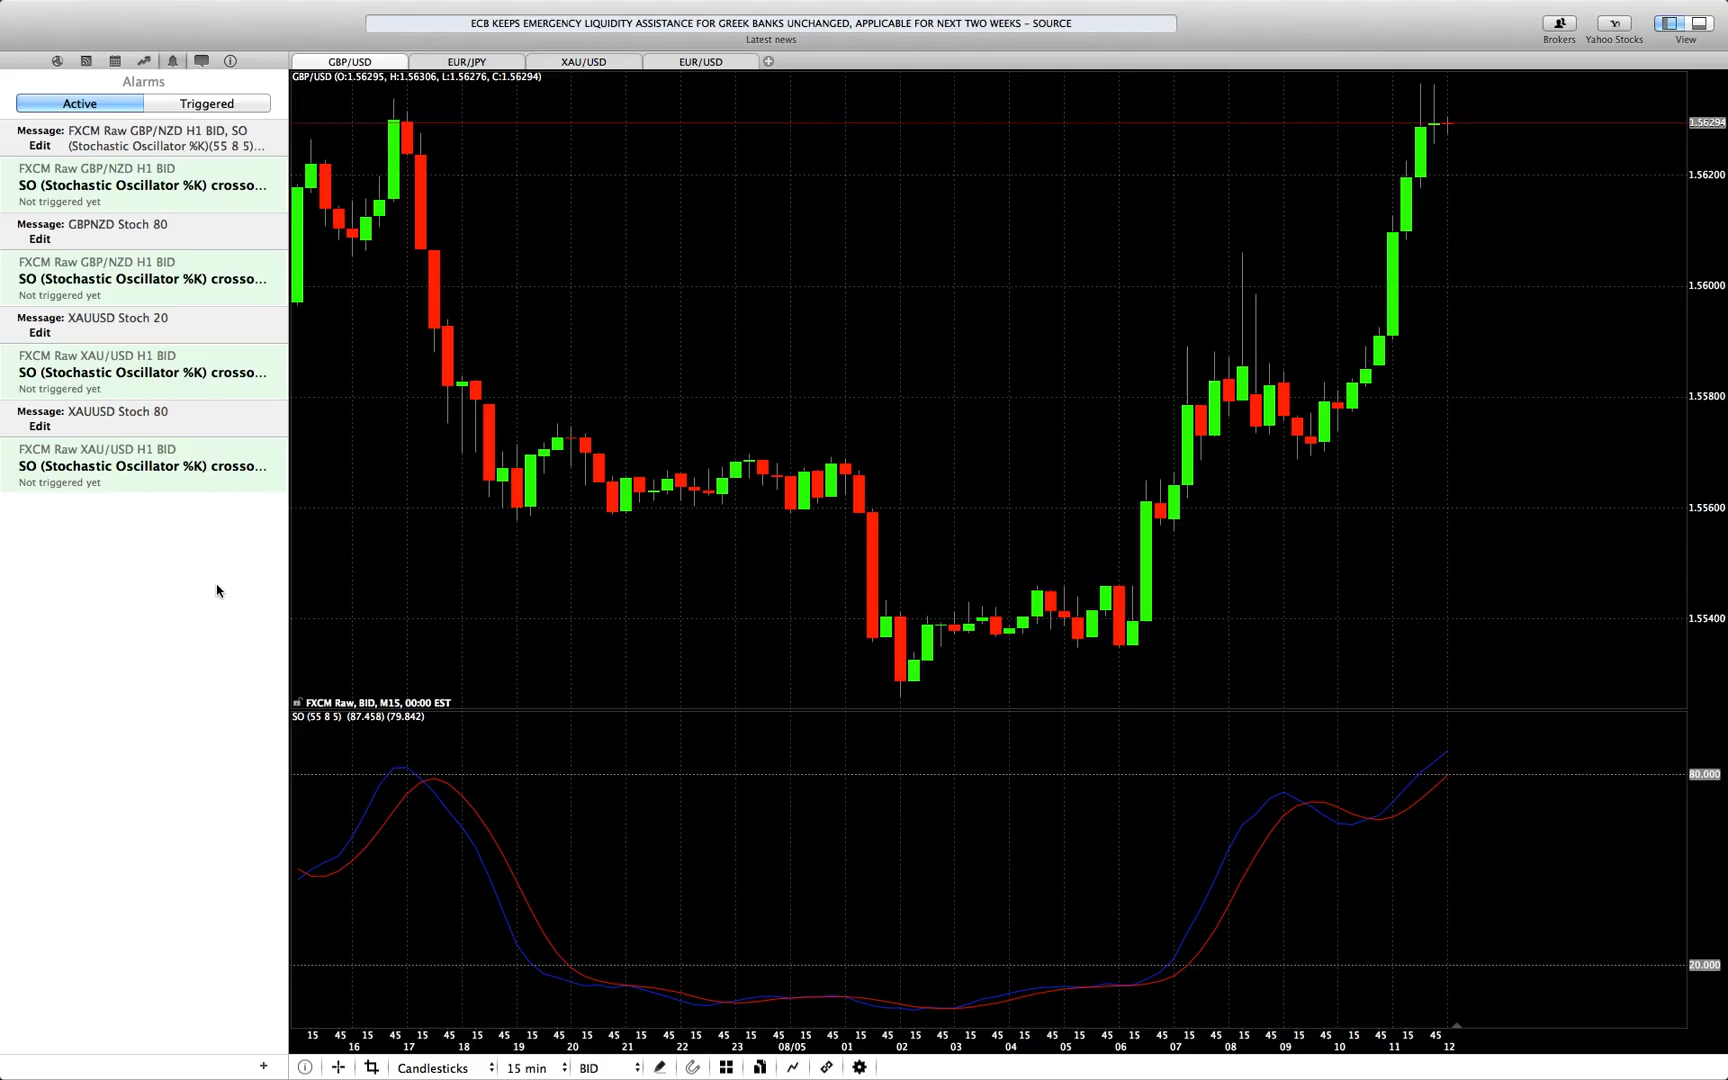 ECB KEEPS EMERGENCY LIQUIDITY ASSISTANCE FOR GREEK BANKS UNCHANGED, APPLICABLE FOR NEXT TWO WEEKS – SOURCE
Latest news
Brokers
Yahoo Stocks
View
Alarms
Active
Triggered
Message: FXCM Raw GBP/NZD H1 BID, SO
Edit (Stochastic Oscillator %K)(55 8 5)...
FXCM Raw GBP/NZD H1 BID
SO (Stochastic Oscillator %K) crosso...
Not triggered yet
Message: GBPNZD Stoch 80
Edit
FXCM Raw GBP/NZD H1 BID
SO (Stochastic Oscillator %K) crosso...
Not triggered yet
Message: XAUUSD Stoch 20
Edit
FXCM Raw XAU/USD H1 BID
SO (Stochastic Oscillator %K) crosso...
Not triggered yet
Message: XAUUSD Stoch 80
Edit
FXCM Raw XAU/USD H1 BID
SO (Stochastic Oscillator %K) crosso...
Not triggered yet
GBP/USD
EUR/JPY
XAU/USD
EUR/USD
GBP/USD (O:1.56295, H:1.56306, L:1.56276, C:1.56294)
1.56294
1.56200
1.56000
1.55800
1.55600
1.55400
FXCM Raw, BID, M15, 00:00 EST
SO (55 8 5) (87.458) (79.842)
80.000
20.000
15 45 15 45 15 45 15 45 15 45 15 45 15 45 15 45 15 45 15 45 15 45 15 45 15 45 15 45 15 45 15 45 15 45 15 45 15 45 15 45 15 45
16 17 18 19 20 21 22 23 08/05 01 02 03 04 05 06 07 08 09 10 11 12
Candlesticks
15 min
BID